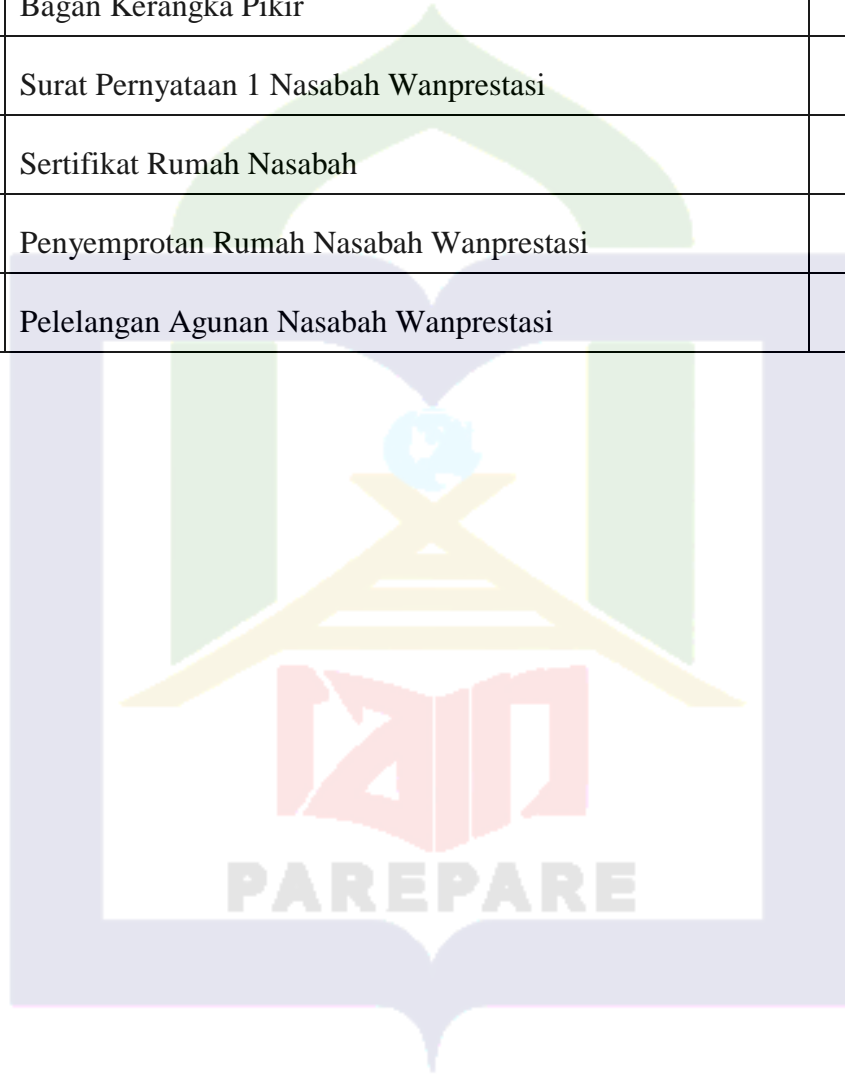 Bagan Kerangka Pikir
Surat Pernyataan 1 Nasabah Wanprestasi
Sertifikat Rumah Nasabah
Penyemprotan Rumah Nasabah Wanprestasi
Pelelangan Agunan Nasabah Wanprestasi
iain
PAREPARE